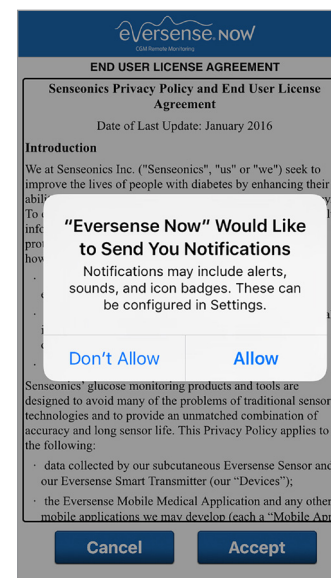 eversense. NOW
CGM Remote Monitoring
END USER LICENSE AGREEMENT
Senseonics Privacy Policy and End User License
Agreement
Date of Last Update: January 2016
Introduction
We at Senseonics Inc. ("Senseonics", "us" or "we") seek to
improve the lives of people with diabetes by enhancing their
“Eversense Now” Would Like
to Send You Notifications
Notifications may include alerts,
sounds, and icon badges. These can
be configured in Settings.
Don’t Allow
Allow
Senseonics’ glucose monitoring products and tools are
designed to avoid many of the problems of traditional sensor
technologies and to provide an unmatched combination of
accuracy and long sensor life. This Privacy Policy applies to
the following:
· data collected by our subcutaneous Eversense Sensor and
our Eversense Smart Transmitter (our “Devices”);
· the Eversense Mobile Medical Application and any other
mobile applications we may develop (each a “Mobile
Cancel
Accept